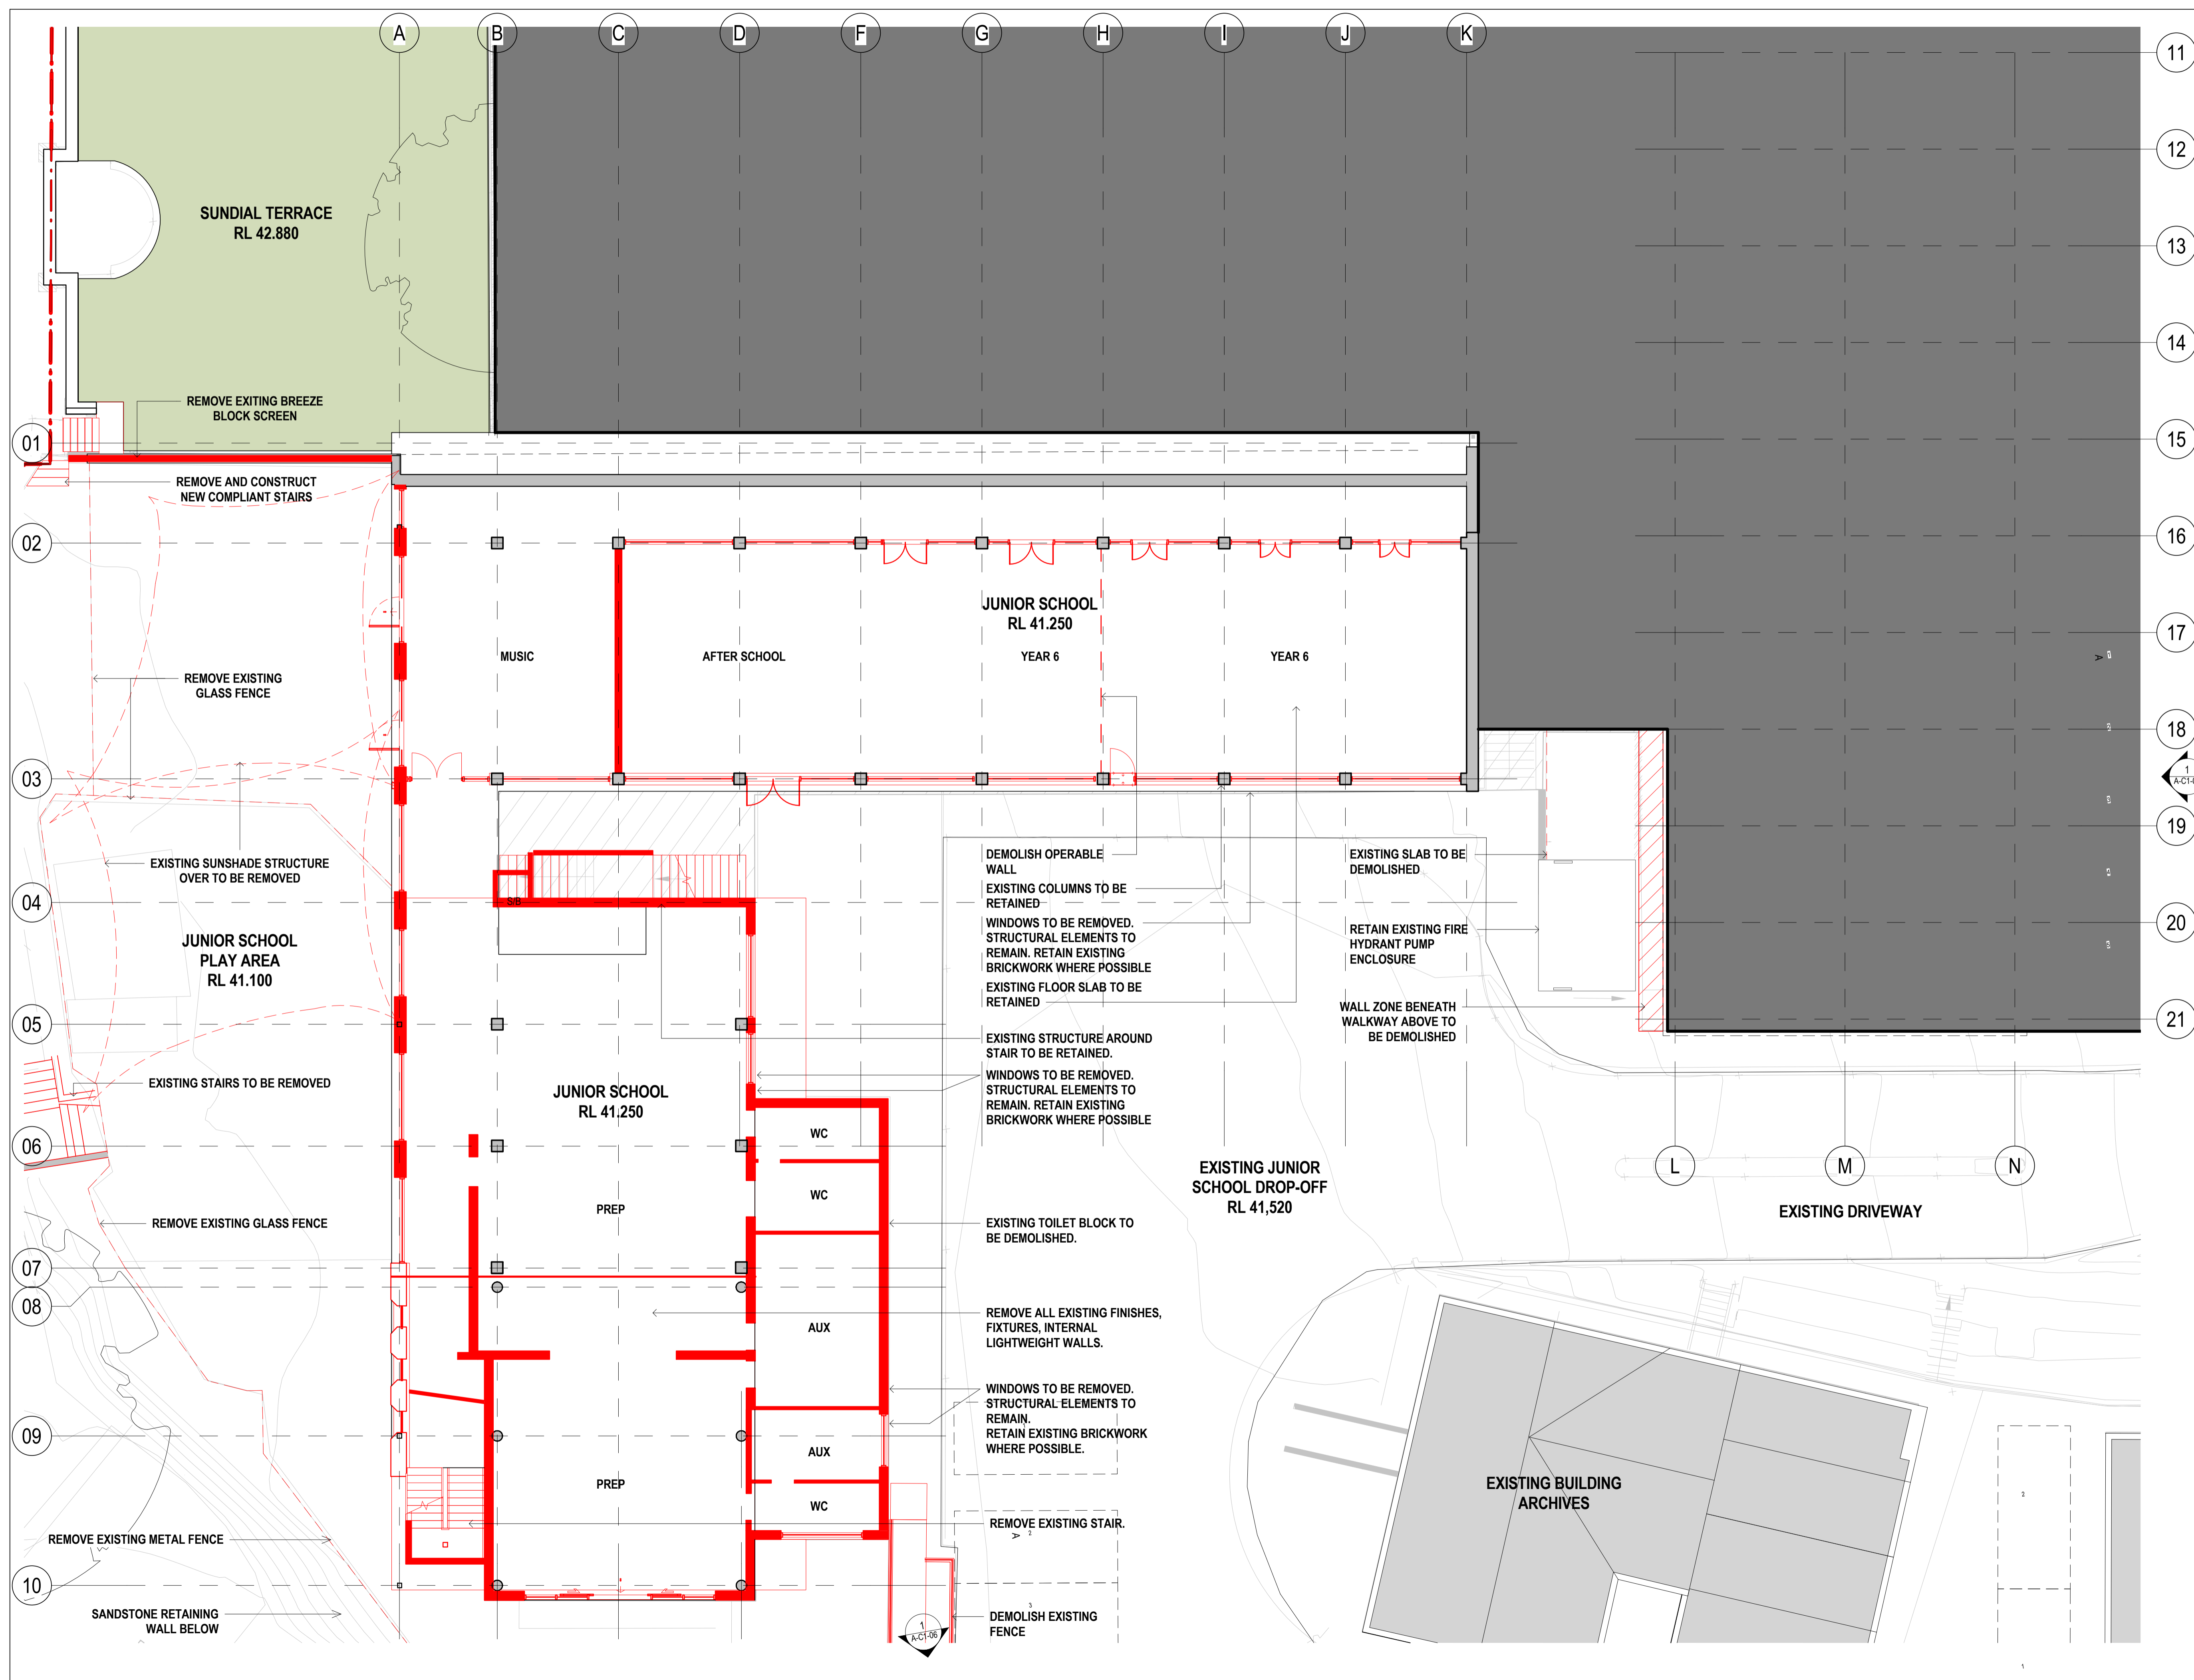 A
B
C
D
F
G
H
I
J
K
11
12
13
14
15
16
17
18
19
20
21
01
02
03
04
05
06
07
08
09
10
L
M
N
SUNDIAL TERRACE
RL 42.880
REMOVE EXITING BREEZE
BLOCK SCREEN
REMOVE AND CONSTRUCT
NEW COMPLIANT STAIRS
REMOVE EXISTING
GLASS FENCE
EXISTING SUNSHADE STRUCTURE
OVER TO BE REMOVED
JUNIOR SCHOOL
PLAY AREA
RL 41.100
EXISTING STAIRS TO BE REMOVED
REMOVE EXISTING GLASS FENCE
REMOVE EXISTING METAL FENCE
SANDSTONE RETAINING
WALL BELOW
MUSIC
AFTER SCHOOL
JUNIOR SCHOOL
RL 41.250
YEAR 6
YEAR 6
S/B
JUNIOR SCHOOL
RL 41.250
PREP
PREP
WC
WC
AUX
AUX
WC
DEMOLISH OPERABLE
WALL
EXISTING COLUMNS TO BE
RETAINED
WINDOWS TO BE REMOVED.
STRUCTURAL ELEMENTS TO
REMAIN. RETAIN EXISTING
BRICKWORK WHERE POSSIBLE
EXISTING FLOOR SLAB TO BE
RETAINED
EXISTING STRUCTURE AROUND
STAIR TO BE RETAINED.
WINDOWS TO BE REMOVED.
STRUCTURAL ELEMENTS TO
REMAIN. RETAIN EXISTING
BRICKWORK WHERE POSSIBLE
EXISTING TOILET BLOCK TO
BE DEMOLISHED.
REMOVE ALL EXISTING FINISHES,
FIXTURES, INTERNAL
LIGHTWEIGHT WALLS.
WINDOWS TO BE REMOVED.
STRUCTURAL ELEMENTS TO
REMAIN.
RETAIN EXISTING BRICKWORK
WHERE POSSIBLE.
REMOVE EXISTING STAIR.
A
2
3
DEMOLISH EXISTING
FENCE
1
A-C1-06
EXISTING SLAB TO BE
DEMOLISHED
RETAIN EXISTING FIRE
HYDRANT PUMP
ENCLOSURE
WALL ZONE BENEATH
WALKWAY ABOVE TO
BE DEMOLISHED
EXISTING JUNIOR
SCHOOL DROP-OFF
RL 41,520
EXISTING DRIVEWAY
EXISTING BUILDING
ARCHIVES
A
1
2
1